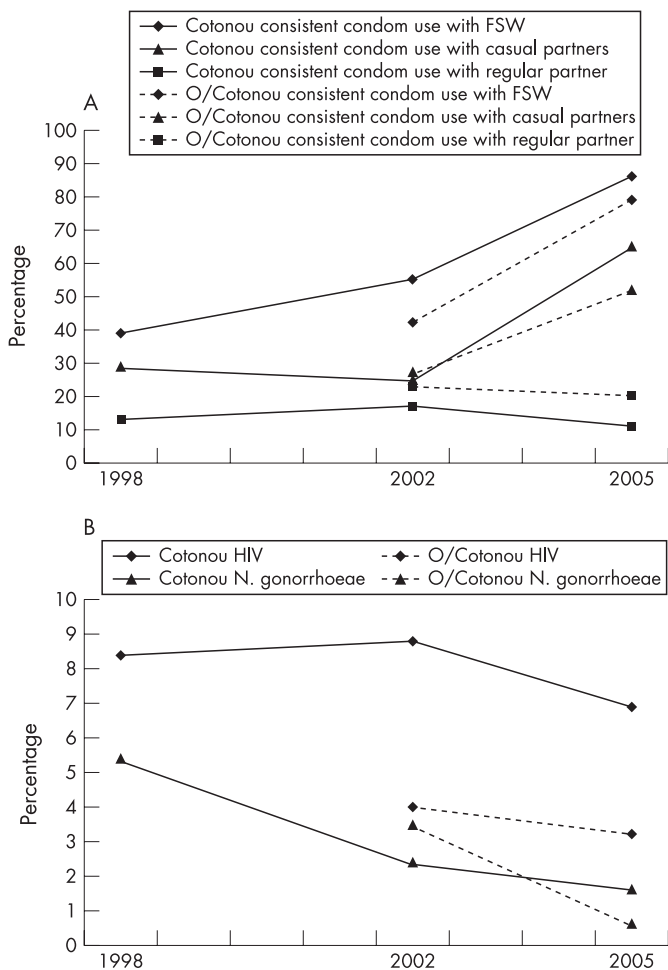 Cotonou consistent condom use with FSW
Cotonou consistent condom use with casual partners
Cotonou consistent condom use with regular partner
O/Cotonou consistent condom use with FSW
O/Cotonou consistent condom use with casual partners
O/Cotonou consistent condom use with regular partner
A
100
90
80
70
60
50
40
30
20
10
0
Percentage
1998 2002 2005
B
Cotonou HIV O/Cotonou HIV
Cotonou N. gonorrhoeae O/Cotonou N. gonorrhoeae
10
9
8
7
6
5
4
3
2
1
0
Percentage
1998 2002 2005